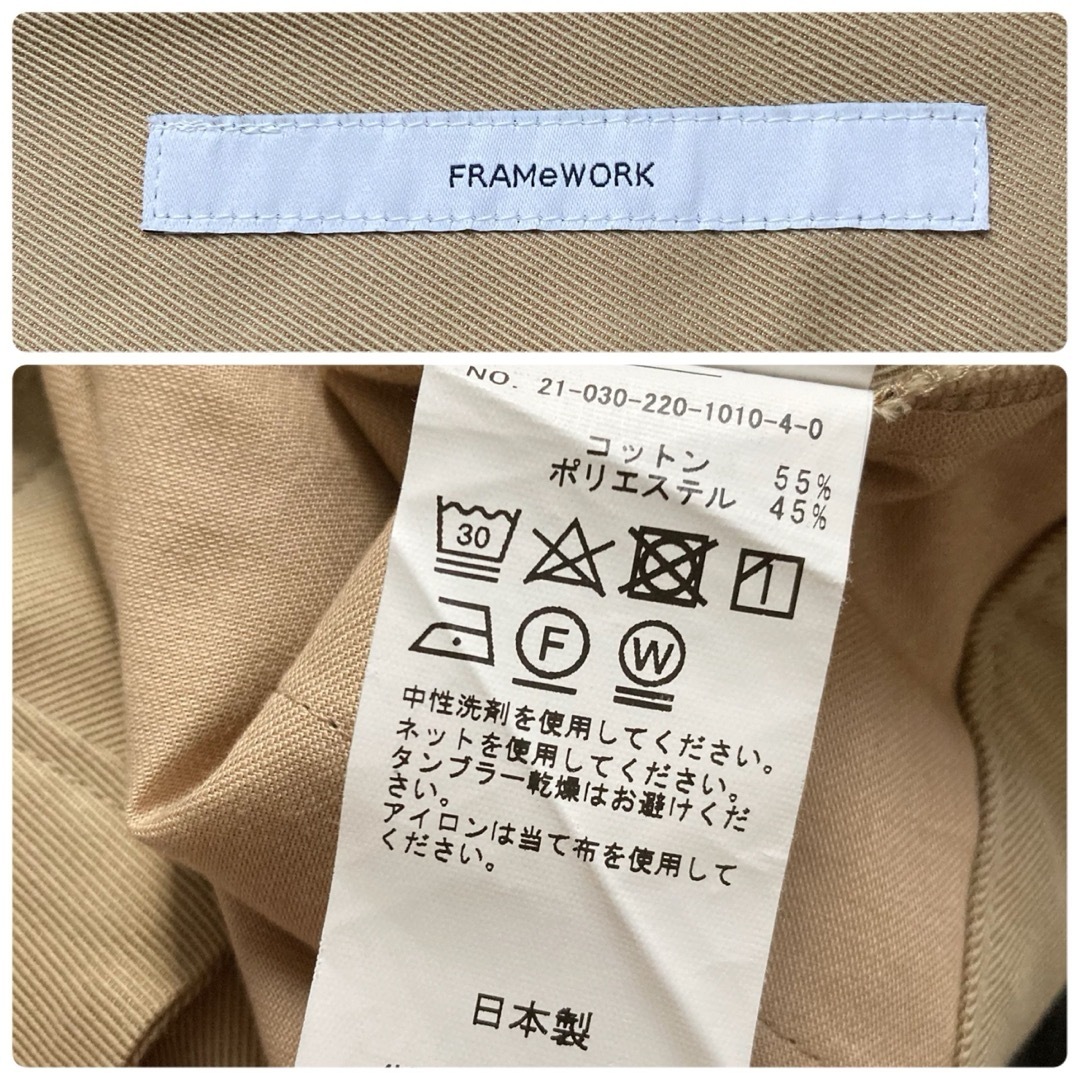 FRAMeWORK
NO. 21-030-220-1010-4-0
コットン 55%
ポリエステル 45%
30
1
F
W
中性洗剤を使用してください。
ネットを使用してください。
タンブラー乾燥はお避けくだ
さい。
アイロンは当て布を使用して
ください。
日本製